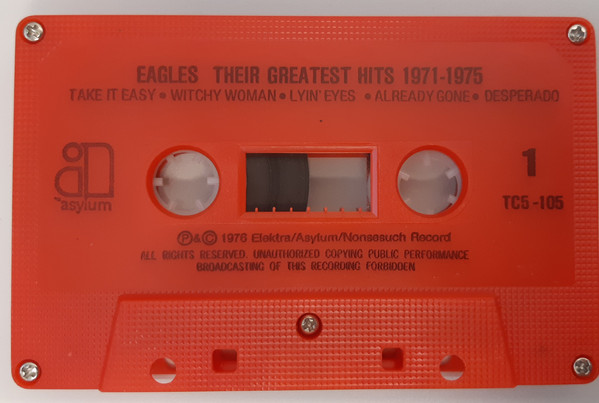 EAGLES THEIR GREATEST HITS 1971-1975
TAKE IT EASY • WITCHY WOMAN • LYIN' EYES • ALREADY GONE • DESPERADO
asylum
1
TC5-105
Ⓟ&© 1976 Elektra/Asylum/Nonesuch Record
ALL RIGHTS RESERVED. UNAUTHORIZED COPYING PUBLIC PERFORMANCE
BROADCASTING OF THIS RECORDING FORBIDDEN